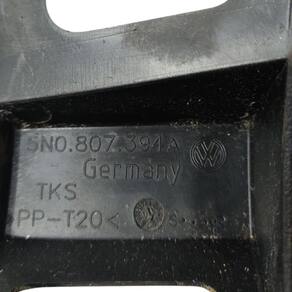 5N0.807.394A
Germany
TKS
PP-T20<